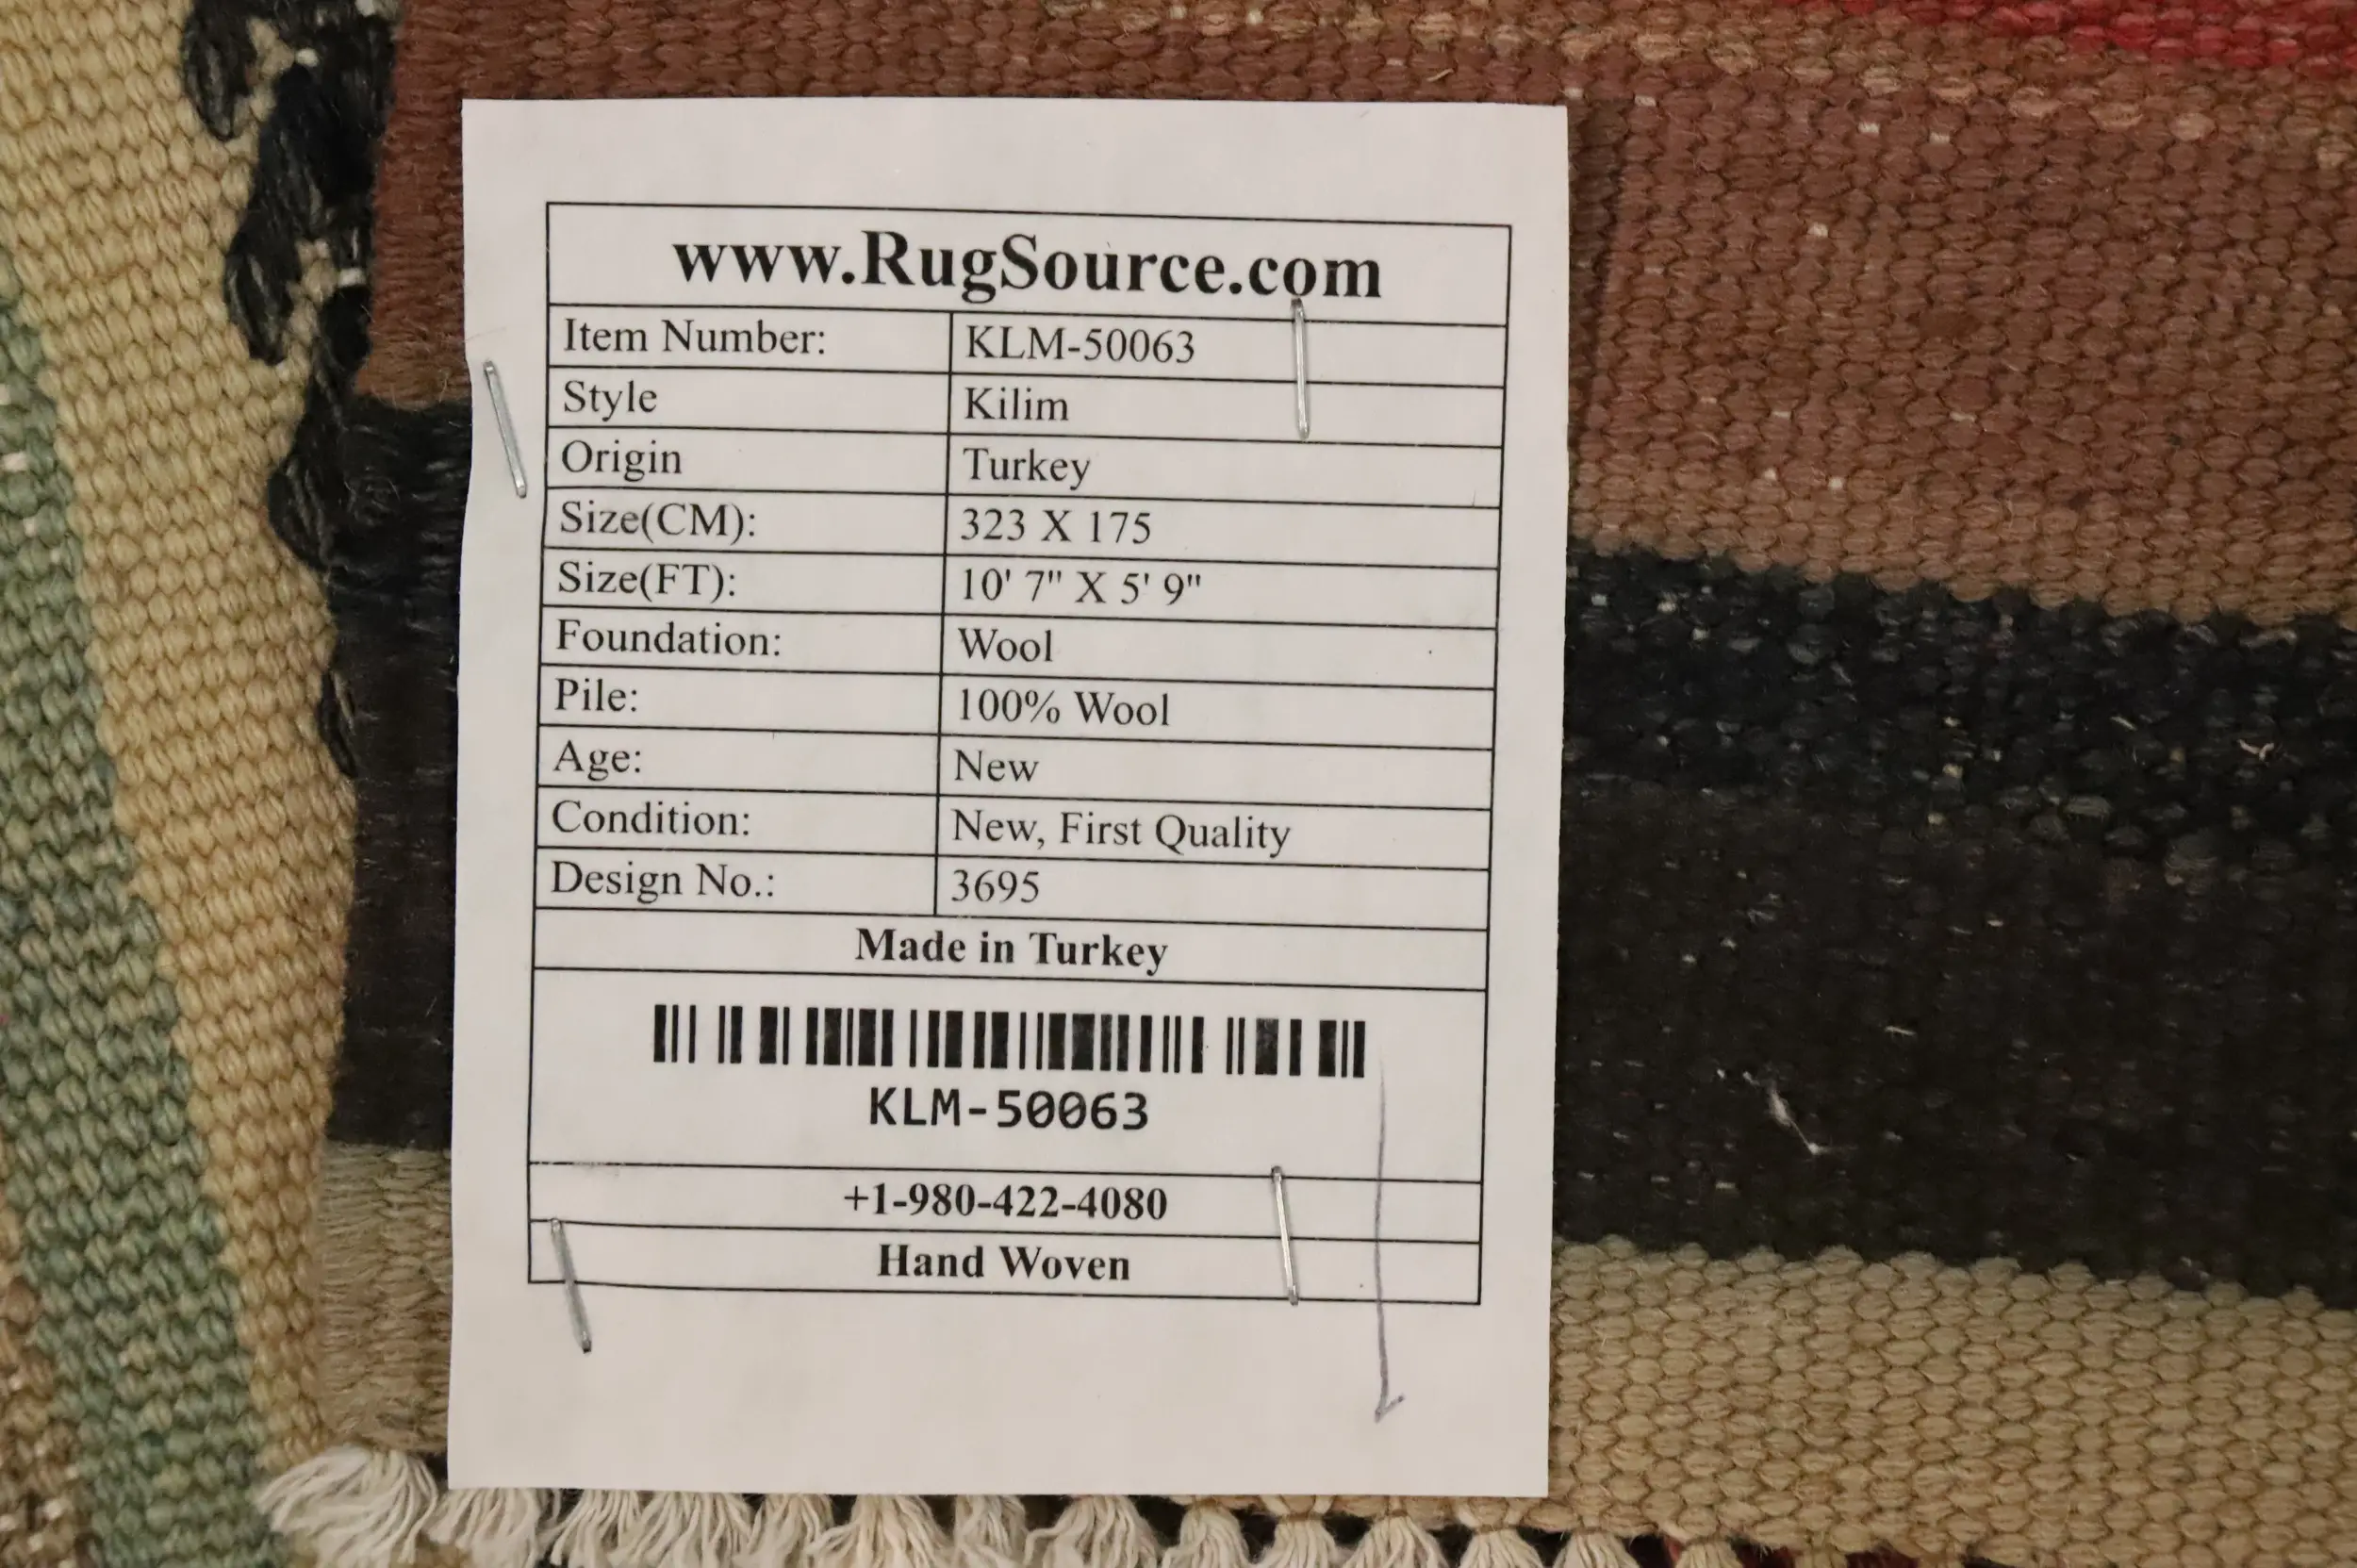 www.RugSource.com
Item Number: KLM-50063
Style Kilim
Origin Turkey
Size(CM): 323 X 175
Size(FT): 10' 7" X 5' 9"
Foundation: Wool
Pile: 100% Wool
Age: New
Condition: New, First Quality
Design No.: 3695
Made in Turkey
KLM-50063
+1-980-422-4080
Hand Woven